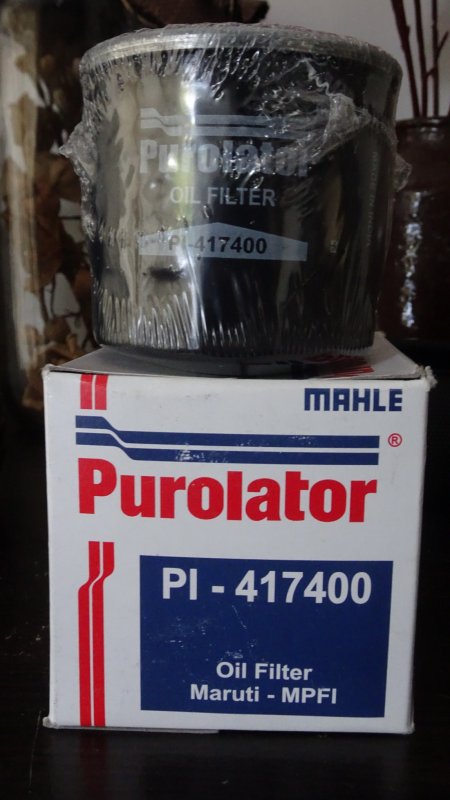 Purolator
OIL FILTER
PI-417400
MAHLE
®
Purolator
PI - 417400
Oil Filter
Maruti - MPFI